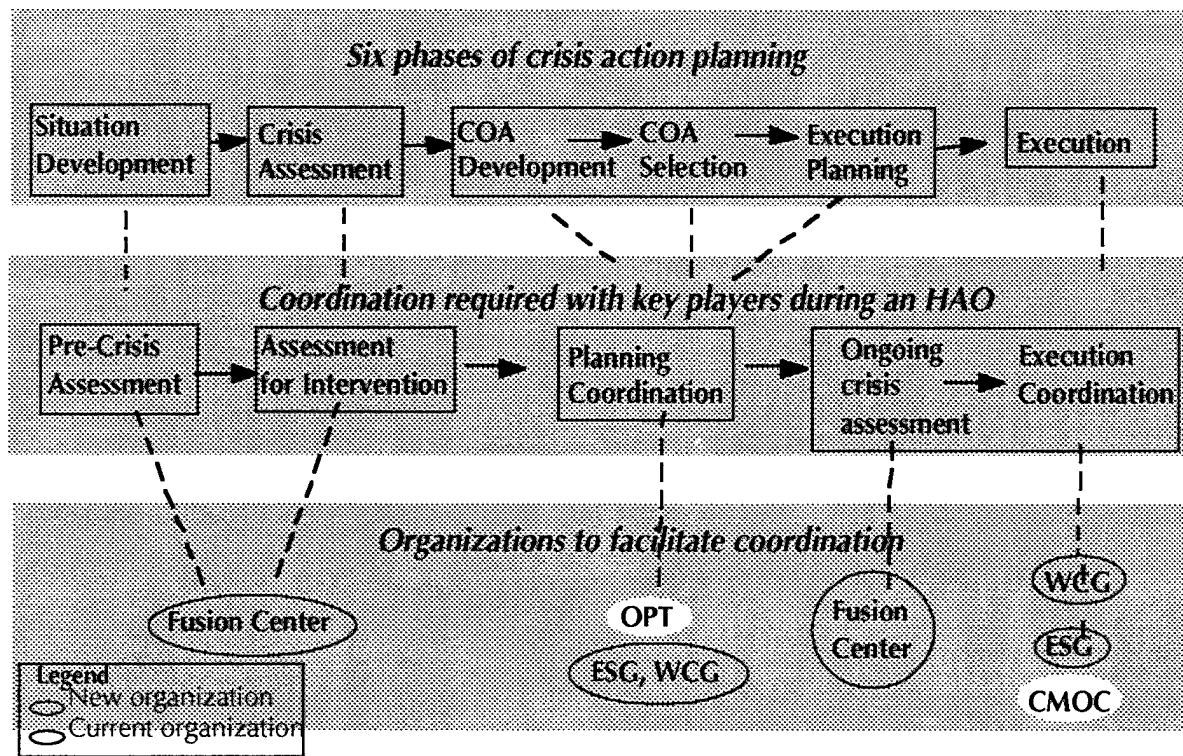 Six phases of crisis action planning
Situation
Development
Crisis
Assessment
COA
Development
COA
Selection
Execution
Planning
Execution
Coordination required with key players during an HAO
Pre-Crisis
Assessment
Assessment
for Intervention
Planning
Coordination
Ongoing
crisis
assessment
Execution
Coordination
Organizations to facilitate coordination
Fusion Center
OPT
ESG, WCG
Fusion
Center
WCG
ESG
CMOC
Legend
New organization
Current organization